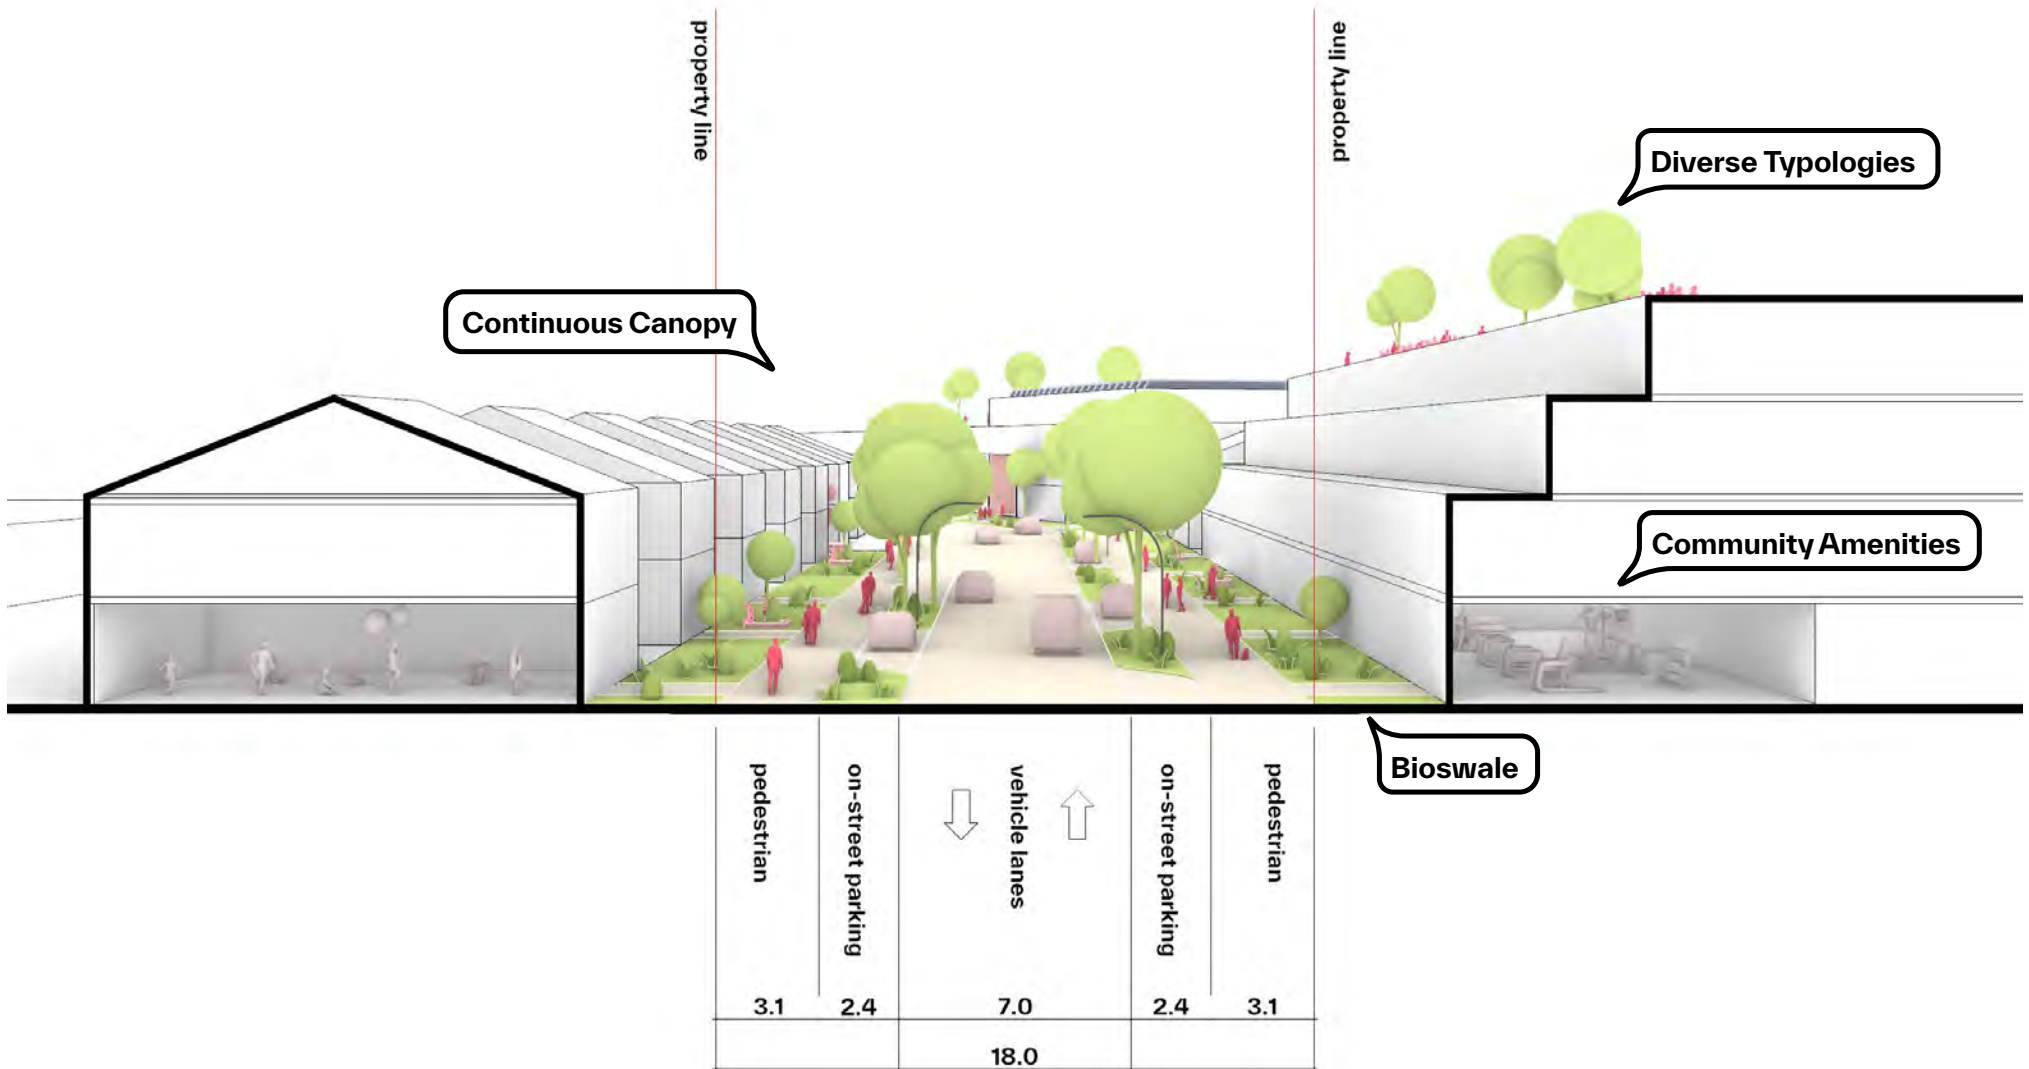 property line
property line
Diverse Typologies
Continuous Canopy
Community Amenities
Bioswale
pedestrian
on-street parking
vehicle lanes
on-street parking
pedestrian
3.1
2.4
7.0
2.4
3.1
18.0